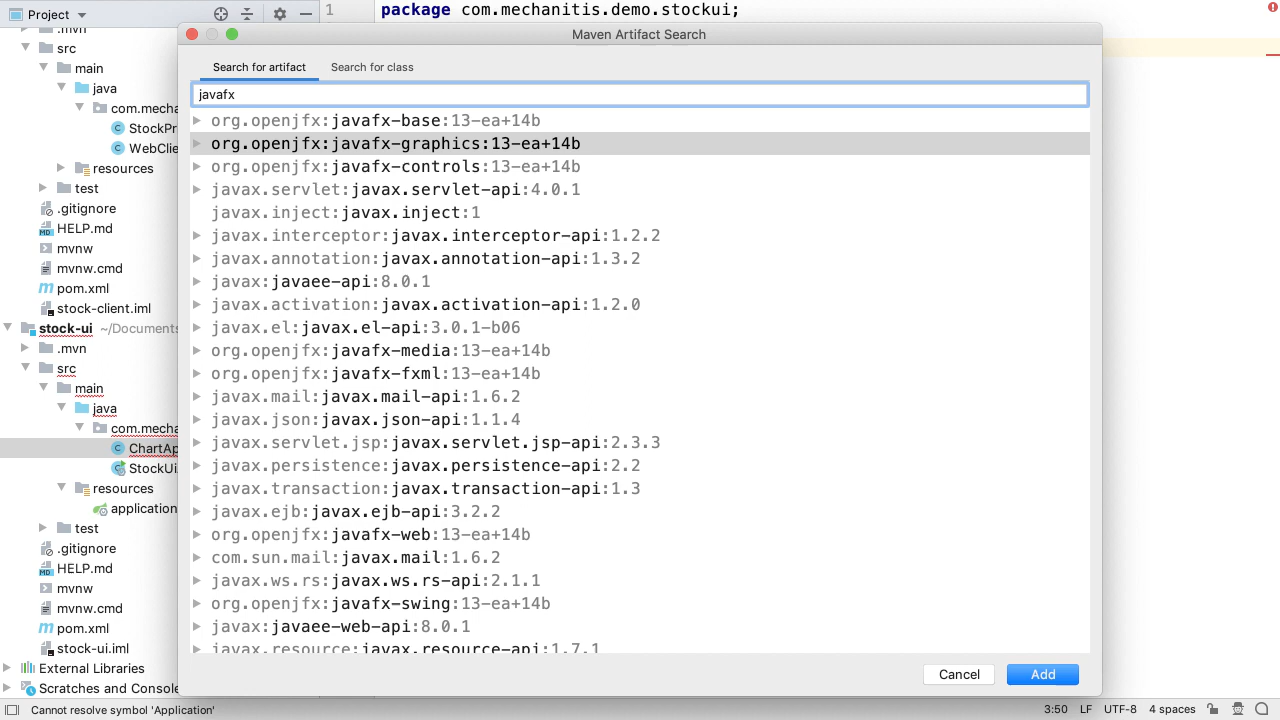 Project
1
package com.mechanitis.demo.stockui;
.mvn
src
main
java
com.mecha
StockPr
WebClie
resources
test
.gitignore
HELP.md
mvnw
mvnw.cmd
pom.xml
stock-client.iml
stock-ui ~/Documents
.mvn
src
main
java
com.mecha
ChartAp
StockUi
resources
application
test
.gitignore
HELP.md
mvnw
mvnw.cmd
pom.xml
stock-ui.iml
External Libraries
Scratches and Console
Maven Artifact Search
Search for artifact
Search for class
javafx
org.openjfx:javafx-base:13-ea+14b
org.openjfx:javafx-graphics:13-ea+14b
org.openjfx:javafx-controls:13-ea+14b
javax.servlet:javax.servlet-api:4.0.1
javax.inject:javax.inject:1
javax.interceptor:javax.interceptor-api:1.2.2
javax.annotation:javax.annotation-api:1.3.2
javax:javaee-api:8.0.1
javax.activation:javax.activation-api:1.2.0
javax.el:javax.el-api:3.0.1-b06
org.openjfx:javafx-media:13-ea+14b
org.openjfx:javafx-fxml:13-ea+14b
javax.mail:javax.mail-api:1.6.2
javax.json:javax.json-api:1.1.4
javax.servlet.jsp:javax.servlet.jsp-api:2.3.3
javax.persistence:javax.persistence-api:2.2
javax.transaction:javax.transaction-api:1.3
javax.ejb:javax.ejb-api:3.2.2
org.openjfx:javafx-web:13-ea+14b
com.sun.mail:javax.mail:1.6.2
javax.ws.rs:javax.ws.rs-api:2.1.1
org.openjfx:javafx-swing:13-ea+14b
javax:javaee-web-api:8.0.1
javax.resource:javax.resource-api:1.7.1
Cancel
Add
Cannot resolve symbol 'Application'
3:50 LF UTF-8 4 spaces